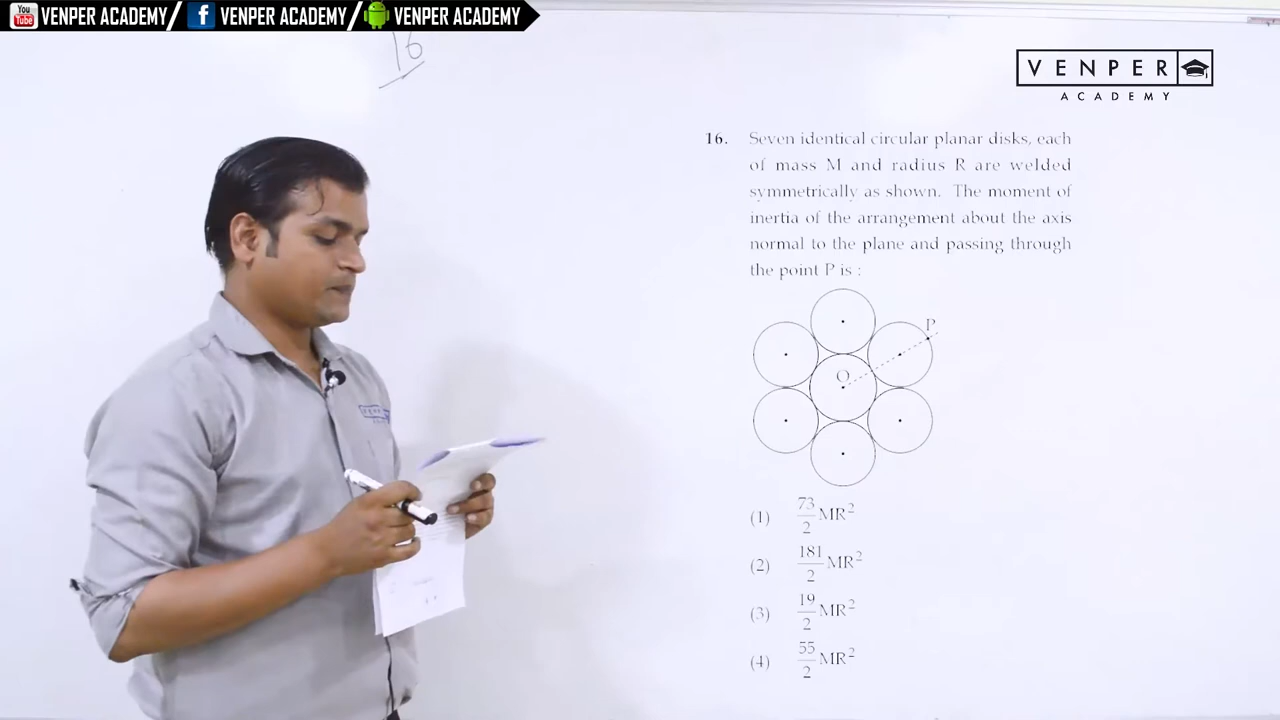 You Tube VENPER ACADEMY / f VENPER ACADEMY / VENPER ACADEMY
16
VENPER
ACADEMY
16. Seven identical circular planar disks, each
of mass M and radius R are welded
symmetrically as shown. The moment of
inertia of the arrangement about the axis
normal to the plane and passing through
the point P is :
P
O
(1) 73/2 MR²
(2) 181/2 MR²
(3) 19/2 MR²
(4) 55/2 MR²